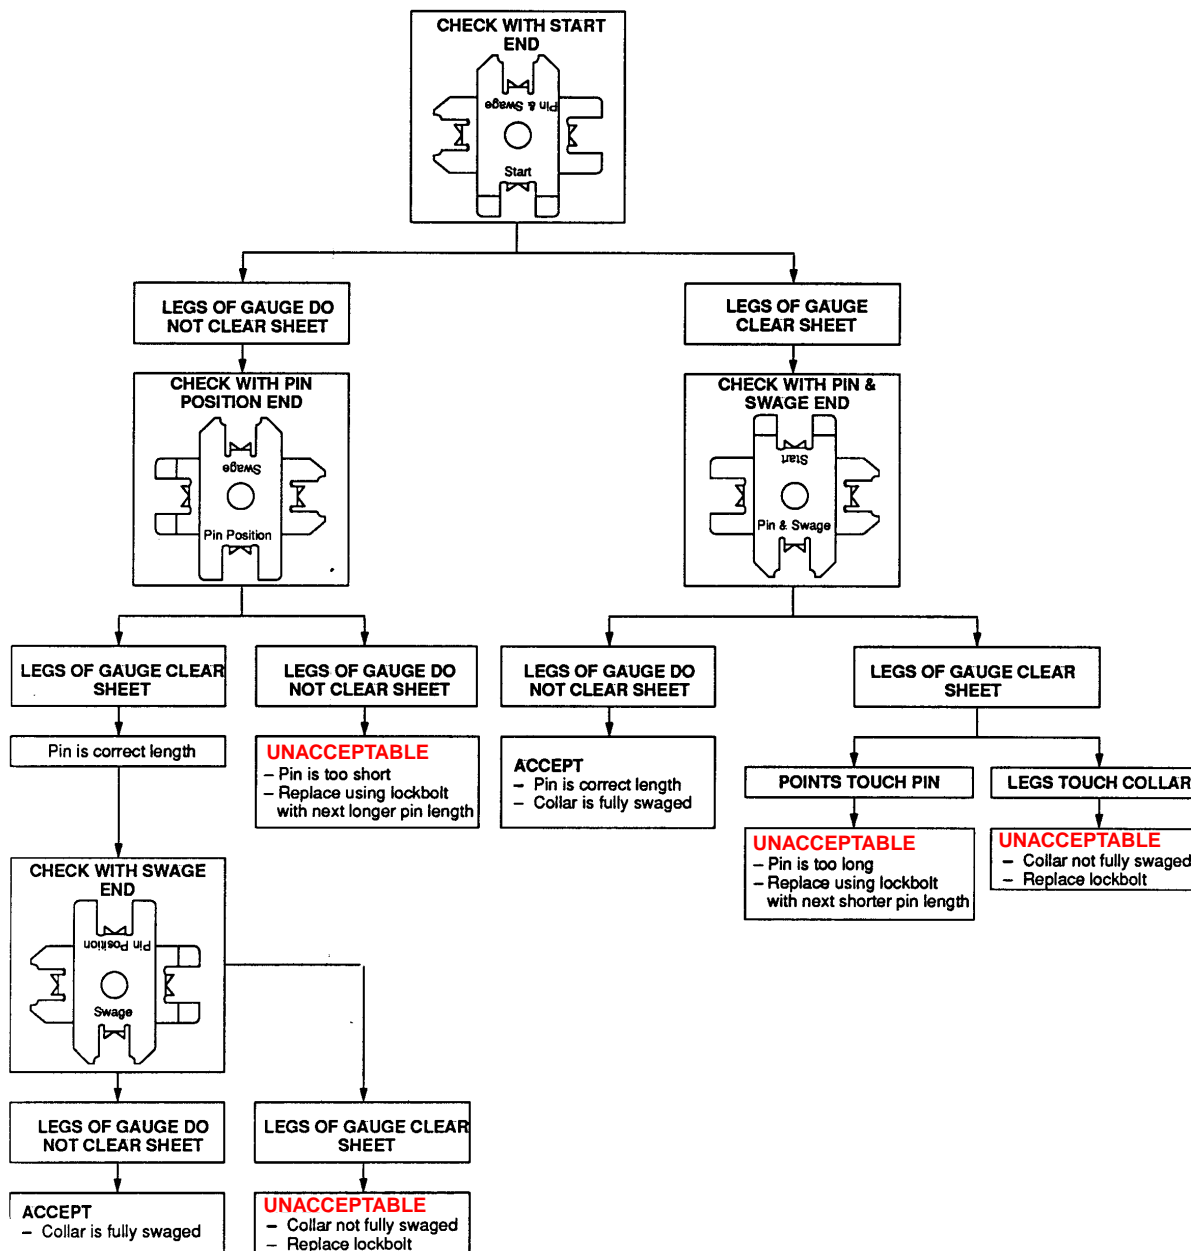 CHECK WITH START
END
Pin & Swage
Start
LEGS OF GAUGE DO
NOT CLEAR SHEET
LEGS OF GAUGE
CLEAR SHEET
CHECK WITH PIN
POSITION END
Swage
Pin Position
CHECK WITH PIN &
SWAGE END
Start
Pin & Swage
LEGS OF GAUGE CLEAR
SHEET
LEGS OF GAUGE DO
NOT CLEAR SHEET
LEGS OF GAUGE DO
NOT CLEAR SHEET
LEGS OF GAUGE CLEAR
SHEET
Pin is correct length
UNACCEPTABLE
– Pin is too short
– Replace using lockbolt
with next longer pin length
ACCEPT
– Pin is correct length
– Collar is fully swaged
POINTS TOUCH PIN
LEGS TOUCH COLLAR
UNACCEPTABLE
– Pin is too long
– Replace using lockbolt
with next shorter pin length
UNACCEPTABLE
– Collar not fully swaged
– Replace lockbolt
CHECK WITH SWAGE
END
Pin Position
Swage
LEGS OF GAUGE DO
NOT CLEAR SHEET
LEGS OF GAUGE CLEAR
SHEET
ACCEPT
– Collar is fully swaged
UNACCEPTABLE
– Collar not fully swaged
– Replace lockbolt